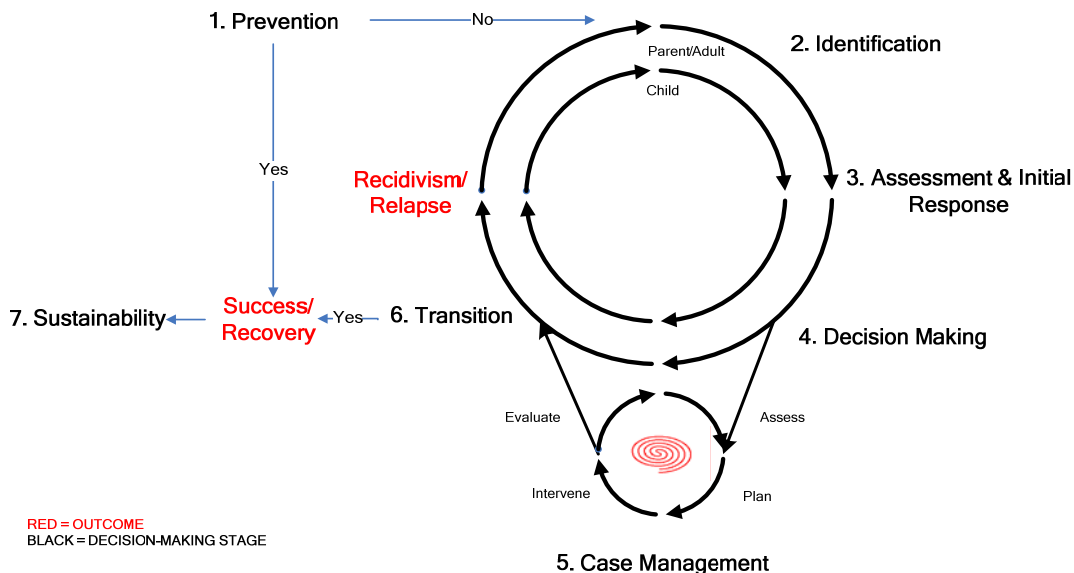 1. Prevention
No
Parent/Adult
2. Identification
Child
Yes
Recidivism/
Relapse
3. Assessment & Initial
Response
7. Sustainability
Success/
Recovery
Yes
6. Transition
4. Decision Making
Evaluate
Assess
Intervene
Plan
RED = OUTCOME
BLACK = DECISION-MAKING STAGE
5. Case Management